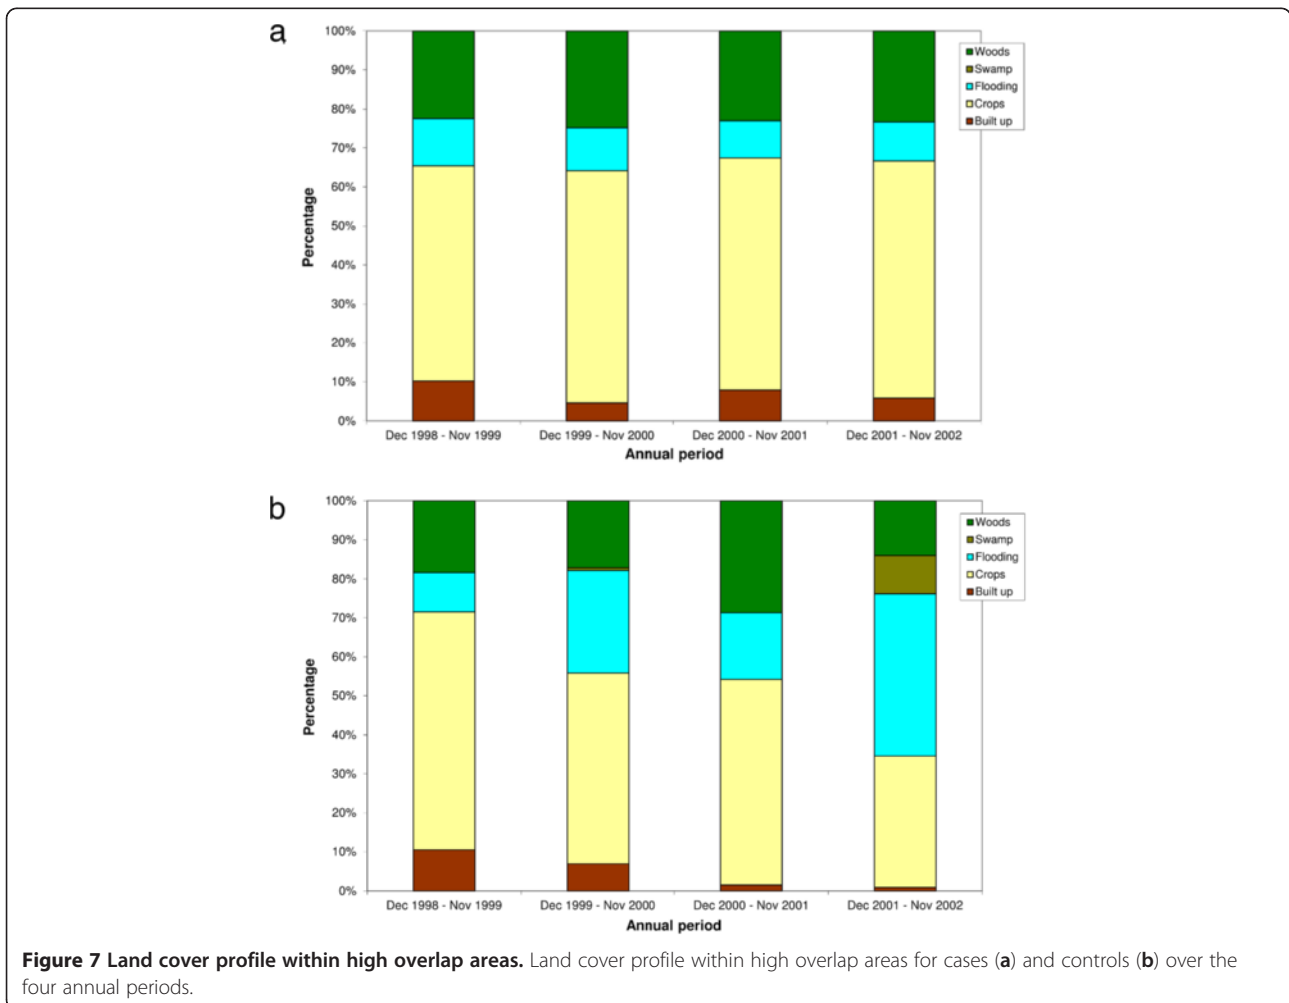 a
100%
90%
80%
70%
60%
50%
40%
30%
20%
10%
0%
Percentage
Woods
Swamp
Flooding
Crops
Built up
Dec 1998 - Nov 1999 Dec 1999 - Nov 2000 Dec 2000 - Nov 2001 Dec 2001 - Nov 2002
Annual period
b
100%
90%
80%
70%
60%
50%
40%
30%
20%
10%
0%
Percentage
Woods
Swamp
Flooding
Crops
Built up
Dec 1998 - Nov 1999 Dec 1999 - Nov 2000 Dec 2000 - Nov 2001 Dec 2001 - Nov 2002
Annual period
Figure 7 Land cover profile within high overlap areas. Land cover profile within high overlap areas for cases (a) and controls (b) over the
four annual periods.